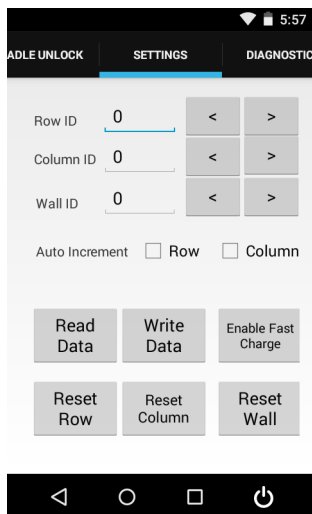 5:57
ADLE UNLOCK SETTINGS DIAGNOSTIC
Row ID 0 < >
Column ID 0 < >
Wall ID 0 < >
Auto Increment Row Column
Read Data Write Data Enable Fast Charge
Reset Row Reset Column Reset Wall